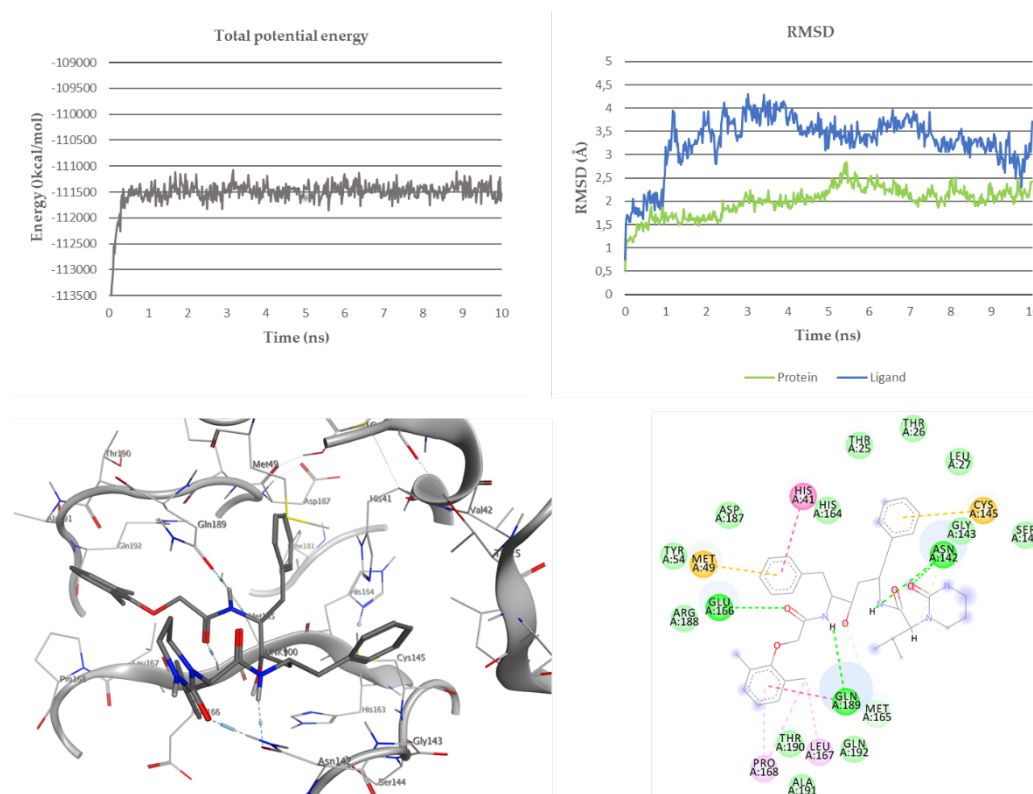 Total potential energy
Energy (0kcal/mol)
-109000
-109500
-110000
-110500
-111000
-111500
-112000
-112500
-113000
-113500
0 1 2 3 4 5 6 7 8 9 10
Time (ns)
RMSD
RMSD (Å)
5
4,5
4
3,5
3
2,5
2
1,5
1
0,5
0
0 1 2 3 4 5 6 7 8 9
Time (ns)
Protein Ligand
Thr190
Met49
Asp187
His41
Val42
Gln189
Gln192
His164
Cys145
His163
Gly143
Asn142
Ser144
THR
A:26
THR
A:25
LEU
A:27
HIS
A:41
HIS
A:164
CYS
A:145
ASP
A:187
GLY
A:143
ASN
A:142
TYR
A:54
MET
A:49
GLU
A:166
ARG
A:188
GLN
A:189
MET
A:165
THR
A:190
LEU
A:167
GLN
A:192
PRO
A:168
ALA
A:191
O
N
H